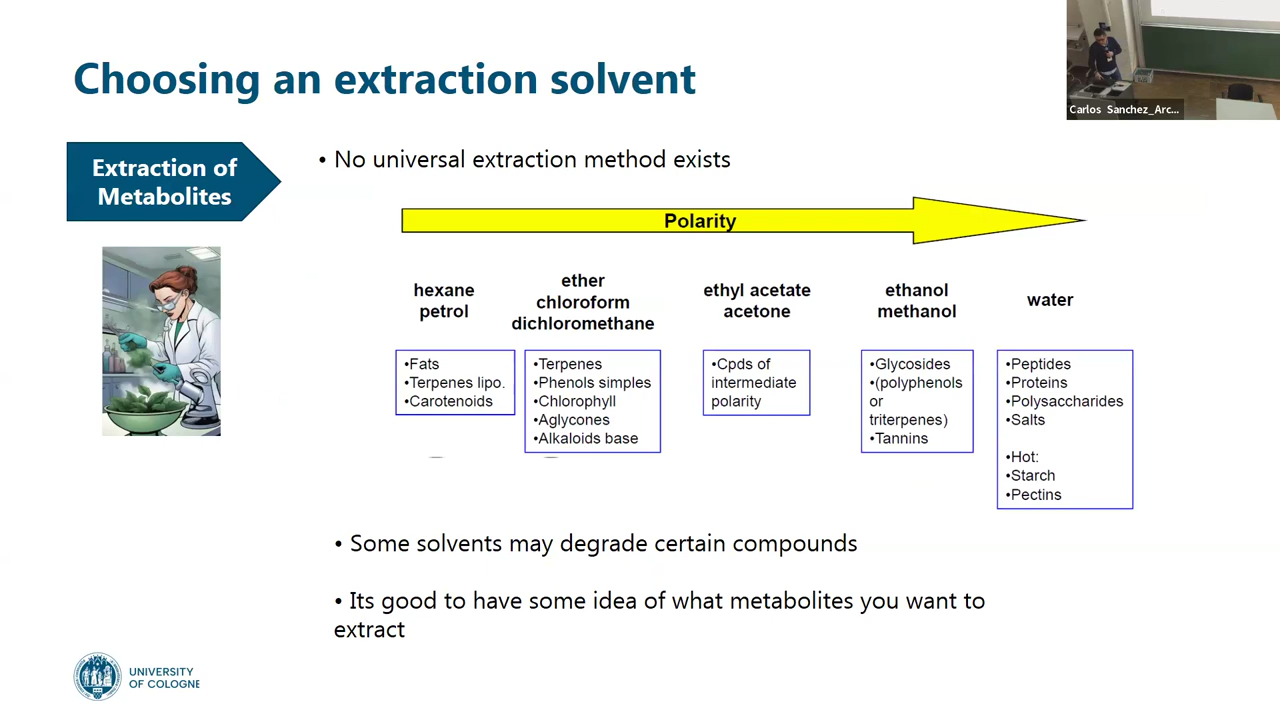 Choosing an extraction solvent
Carlos Sanchez_Arc...
Extraction of
Metabolites
• No universal extraction method exists
Polarity
hexane
petrol
ether
chloroform
dichloromethane
ethyl acetate
acetone
ethanol
methanol
water
•Fats
•Terpenes lipo.
•Carotenoids
•Terpenes
•Phenols simples
•Chlorophyll
•Aglycones
•Alkaloids base
•Cpds of
intermediate
polarity
•Glycosides
•(polyphenols
or
triterpenes)
•Tannins
•Peptides
•Proteins
•Polysaccharides
•Salts
•Hot:
•Starch
•Pectins
• Some solvents may degrade certain compounds
• Its good to have some idea of what metabolites you want to
extract
UNIVERSITY
OF COLOGNE